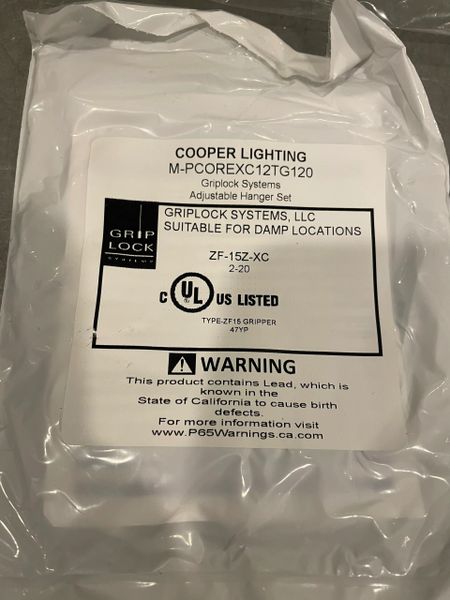 COOPER LIGHTING
M-PCOREXC12TG120
Griplock Systems
Adjustable Hanger Set
GRIP
LOCK
SYSTEMS
GRIPLOCK SYSTEMS, LLC
SUITABLE FOR DAMP LOCATIONS
ZF-15Z-XC
2-20
C UL US LISTED
TYPE-ZF15 GRIPPER
47YP
WARNING
This product contains Lead, which is
known in the
State of California to cause birth
defects.
For more information visit
www.P65Warnings.ca.com